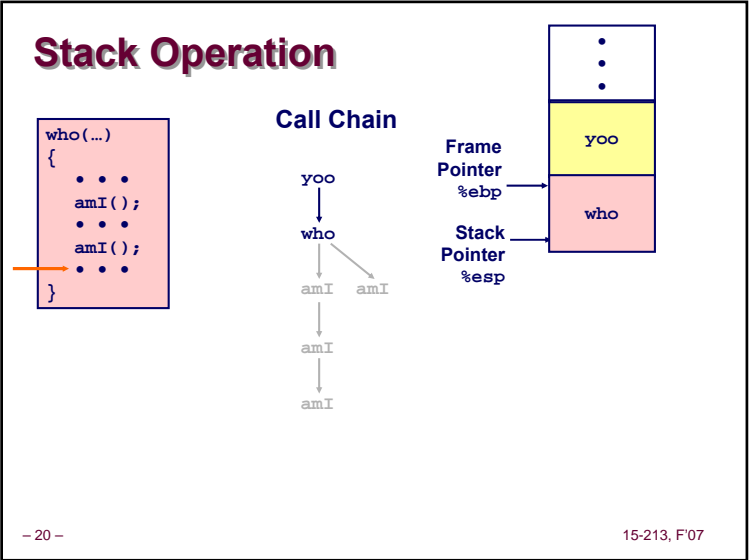 Stack Operation
who(…)
{
• • •
amI();
• • •
amI();
• • •
}
Call Chain
yoo
who
amI amI
amI
amI
Frame
Pointer
%ebp
Stack
Pointer
%esp
•
•
•
yoo
who
– 20 –
15-213, F'07